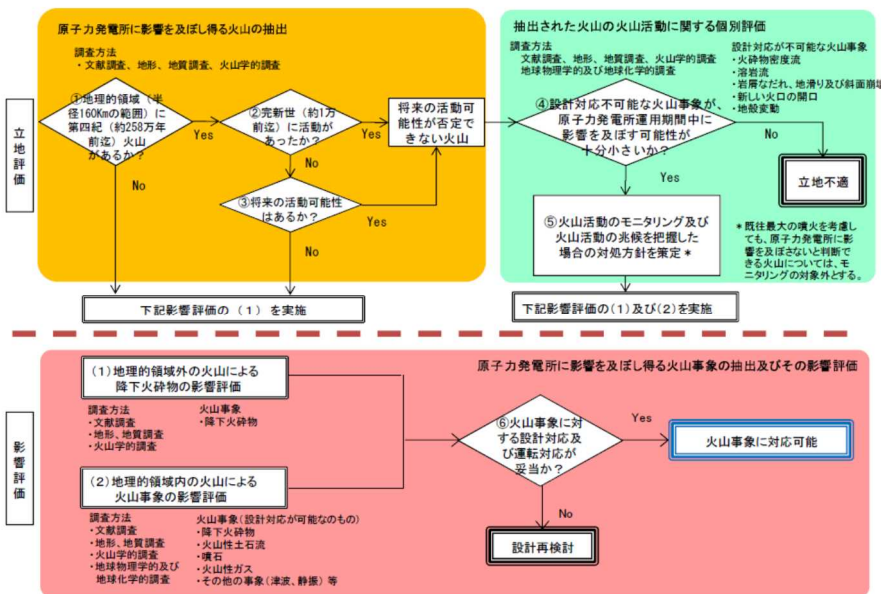 原子力発電所に影響を及ぼし得る火山の抽出
調査方法
・文献調査、地形、地質調査、火山学的調査
立地評価
①地理的領域（半
径160Kmの範囲）に
第四紀（約258万年
前迄）火山
があるか？
Yes
No
②完新世（約1万
前迄）に活動が
あったか？
Yes
No
③将来の活動可能性
はあるか？
Yes
No
将来の活動可
能性が否定で
きない火山
下記影響評価の（１）を実施
抽出された火山の火山活動に関する個別評価
調査方法
文献調査、地形、地質調査、火山学的調査
地球物理学的及び地球化学的調査
設計対応が不可能な火山事象
・火砕物密度流
・溶岩流
・岩屑なだれ、地滑り及び斜面崩壊
・新しい火口の開口
・地殻変動
④設計対応不可能な火山事象が、
原子力発電所運用期間中に
影響を及ぼす可能性が
十分小さいか？
No
Yes
立地不適
⑤火山活動のモニタリング及び
火山活動の兆候を把握した
場合の対処方針を策定＊
＊既往最大の噴火を考慮し
ても、原子力発電所に影
響を及ぼさないと判断で
きる火山については、モ
ニタリングの対象外とする。
下記影響評価の(1)及び(2)を実施
影響評価
原子力発電所に影響を及ぼし得る火山事象の抽出及びその影響評価
（１）地理的領域外の火山による
降下火砕物の影響評価
調査方法
・文献調査
・地形、地質調査
・火山学的調査
火山事象
・降下火砕物
（２）地理的領域内の火山による
火山事象の影響評価
調査方法
・文献調査
・地形、地質調査
・火山学的調査
・地球物理学的及び
地球化学的調査
火山事象（設計対応が可能なのもの）
・降下火砕物
・火山性土石流
・噴石
・火山性ガス
・その他の事象（津波、静振）等
⑥火山事象に対
する設計対応及
び運転対応が
妥当か？
Yes
No
火山事象に対応可能
設計再検討